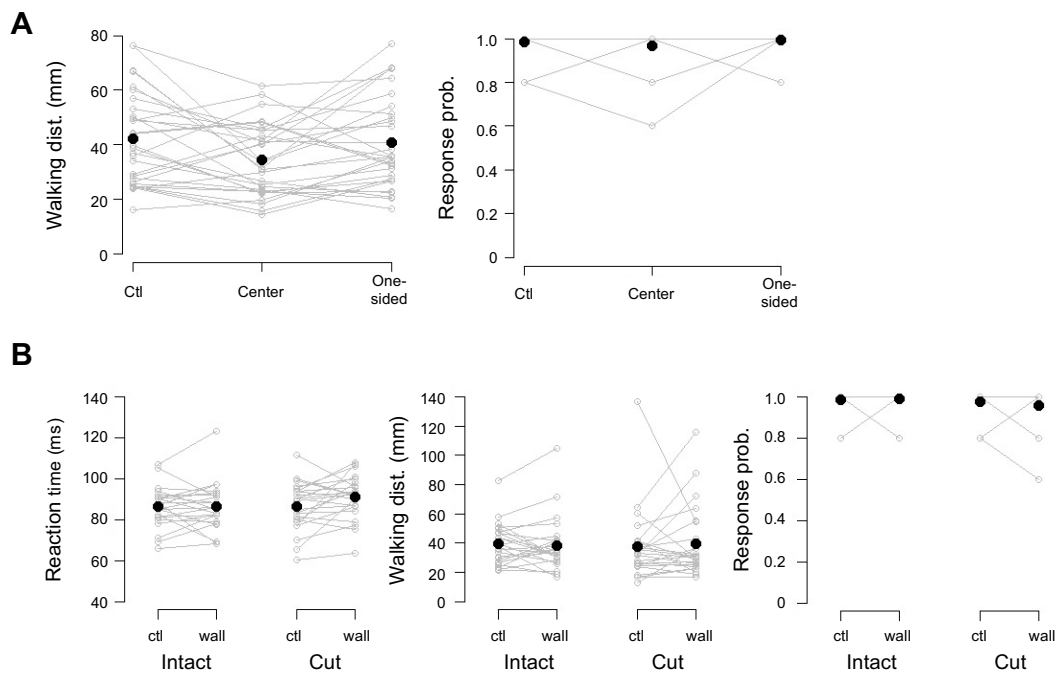 A
Walking dist. (mm)
80
60
40
20
0
Ctl
Center
One-
sided
Response prob.
1.0
0.8
0.6
0.4
0.2
0
Ctl
Center
One-
sided
B
Reaction time (ms)
140
120
100
80
60
40
ctl
wall
ctl
wall
Intact
Cut
Walking dist. (mm)
140
120
100
80
60
40
20
0
ctl
wall
ctl
wall
Intact
Cut
Response prob.
1.0
0.8
0.6
0.4
0.2
0
ctl
wall
ctl
wall
Intact
Cut